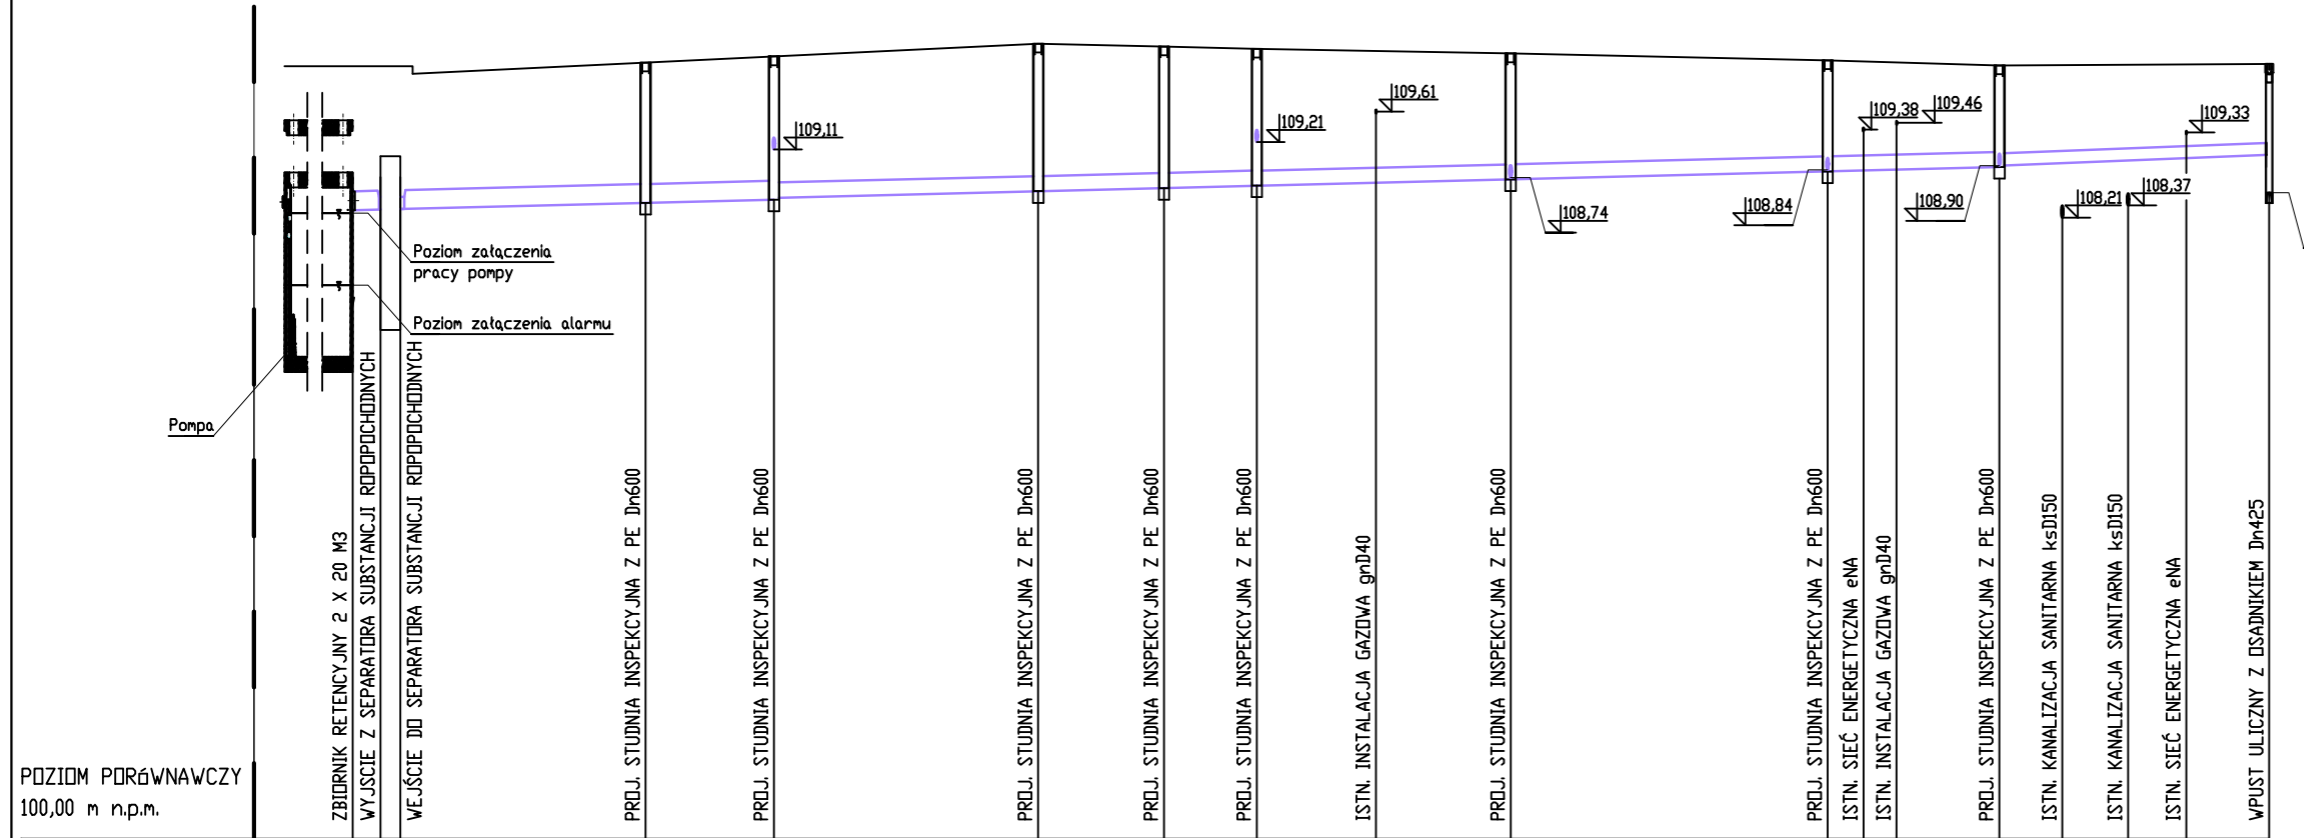 109,11
109,21
109,61
109,38
109,46
109,33
108,74
108,84
108,90
108,21
108,37
Poziom załączenia
pracy pompy
Poziom załączenia alarmu
Pompa
POZIOM PORóWNAWCZY
100,00 m n.p.m.
ZBIORNIK RETENCYJNY 2 X 20 M3
WYJSCIE Z SEPARATORA SUBSTANCJI ROPOPOCHODNYCH
WEJŚCIE DO SEPARATORA SUBSTANCJI ROPOPOCHODNYCH
PROJ. STUDNIA INSPEKCYJNA Z PE Dn600
PROJ. STUDNIA INSPEKCYJNA Z PE Dn600
PROJ. STUDNIA INSPEKCYJNA Z PE Dn600
PROJ. STUDNIA INSPEKCYJNA Z PE Dn600
PROJ. STUDNIA INSPEKCYJNA Z PE Dn600
ISTN. INSTALACJA GAZOWA gnD40
PROJ. STUDNIA INSPEKCYJNA Z PE Dn600
PROJ. STUDNIA INSPEKCYJNA Z PE Dn600
ISTN. SIEĆ ENERGETYCZNA eNA
ISTN. INSTALACJA GAZOWA gnD40
PROJ. STUDNIA INSPEKCYJNA Z PE Dn600
ISTN. KANALIZACJA SANITARNA ksD150
ISTN. KANALIZACJA SANITARNA ksD150
ISTN. SIEĆ ENERGETYCZNA eNA
WPUST ULICZNY Z OSADNIKIEM Dn425